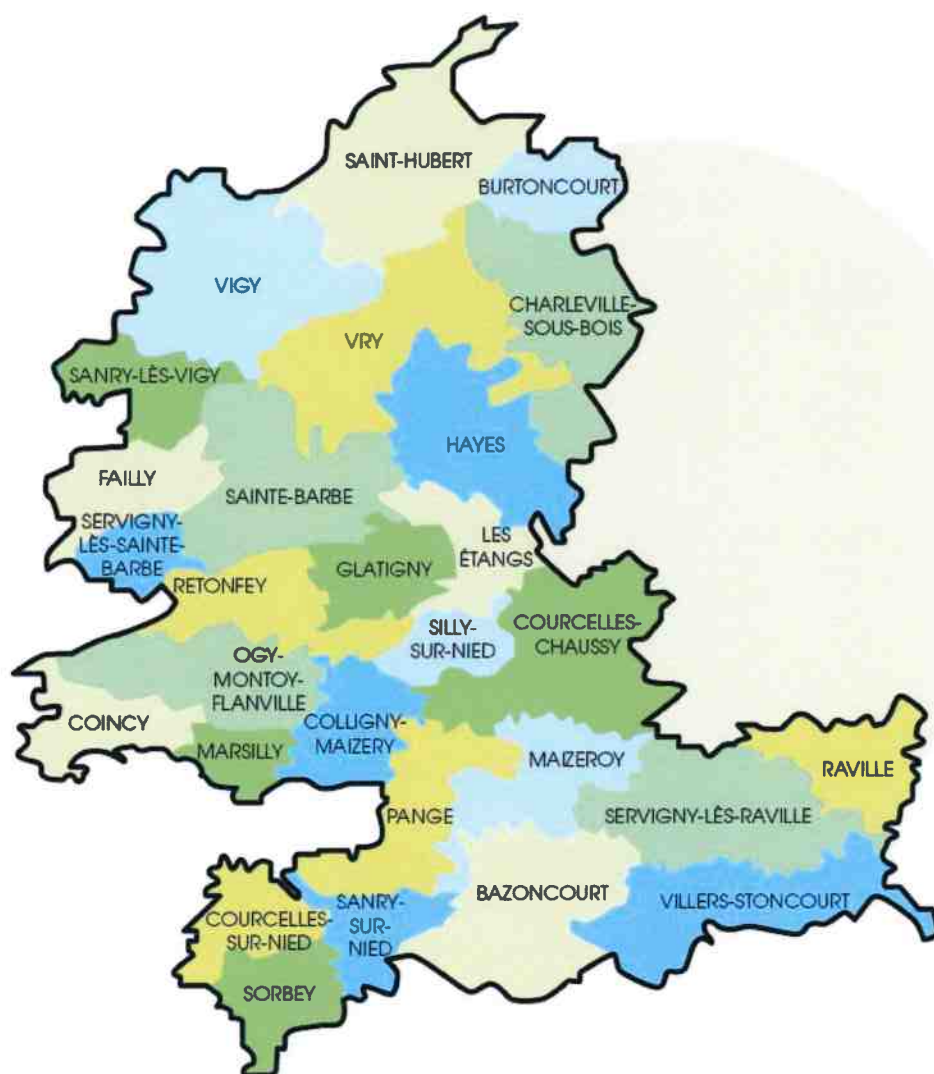 SAINT-HUBERT
BURTONCOURT
VIGY
CHARLEVILLE-
SOUS-BOIS
VRY
SANRY-LÈS-VIGY
HAYES
FAILLY
SAINTE-BARBE
SERVIGNY-
LÈS-SAINTE-
BARBE
LES
ÉTANGS
GLATIGNY
RETONFEY
COURCELLES-
CHAUSSY
SILLY-
SUR-NIED
OGY-
MONTOY-
FLANVILLE
COINCY
COLLIGNY-
MAIZERY
MARSILLY
MAIZEROY
RAVILLE
PANGE
SERVIGNY-LÈS-RAVILLE
BAZONCOURT
VILLERS-STONCOURT
SANRY-
SUR-
NIED
COURCELLES-
SUR-NIED
SORBEY